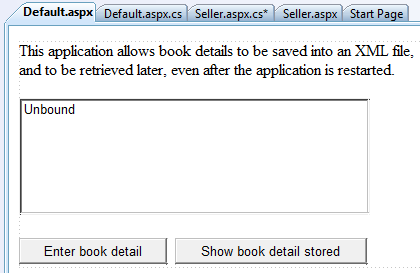 Default.aspx Default.aspx.cs Seller.aspx.cs* Seller.aspx Start Page
This application allows book details to be saved into an XML file,
and to be retrieved later, even after the application is restarted.
Unbound
Enter book detail Show book detail stored